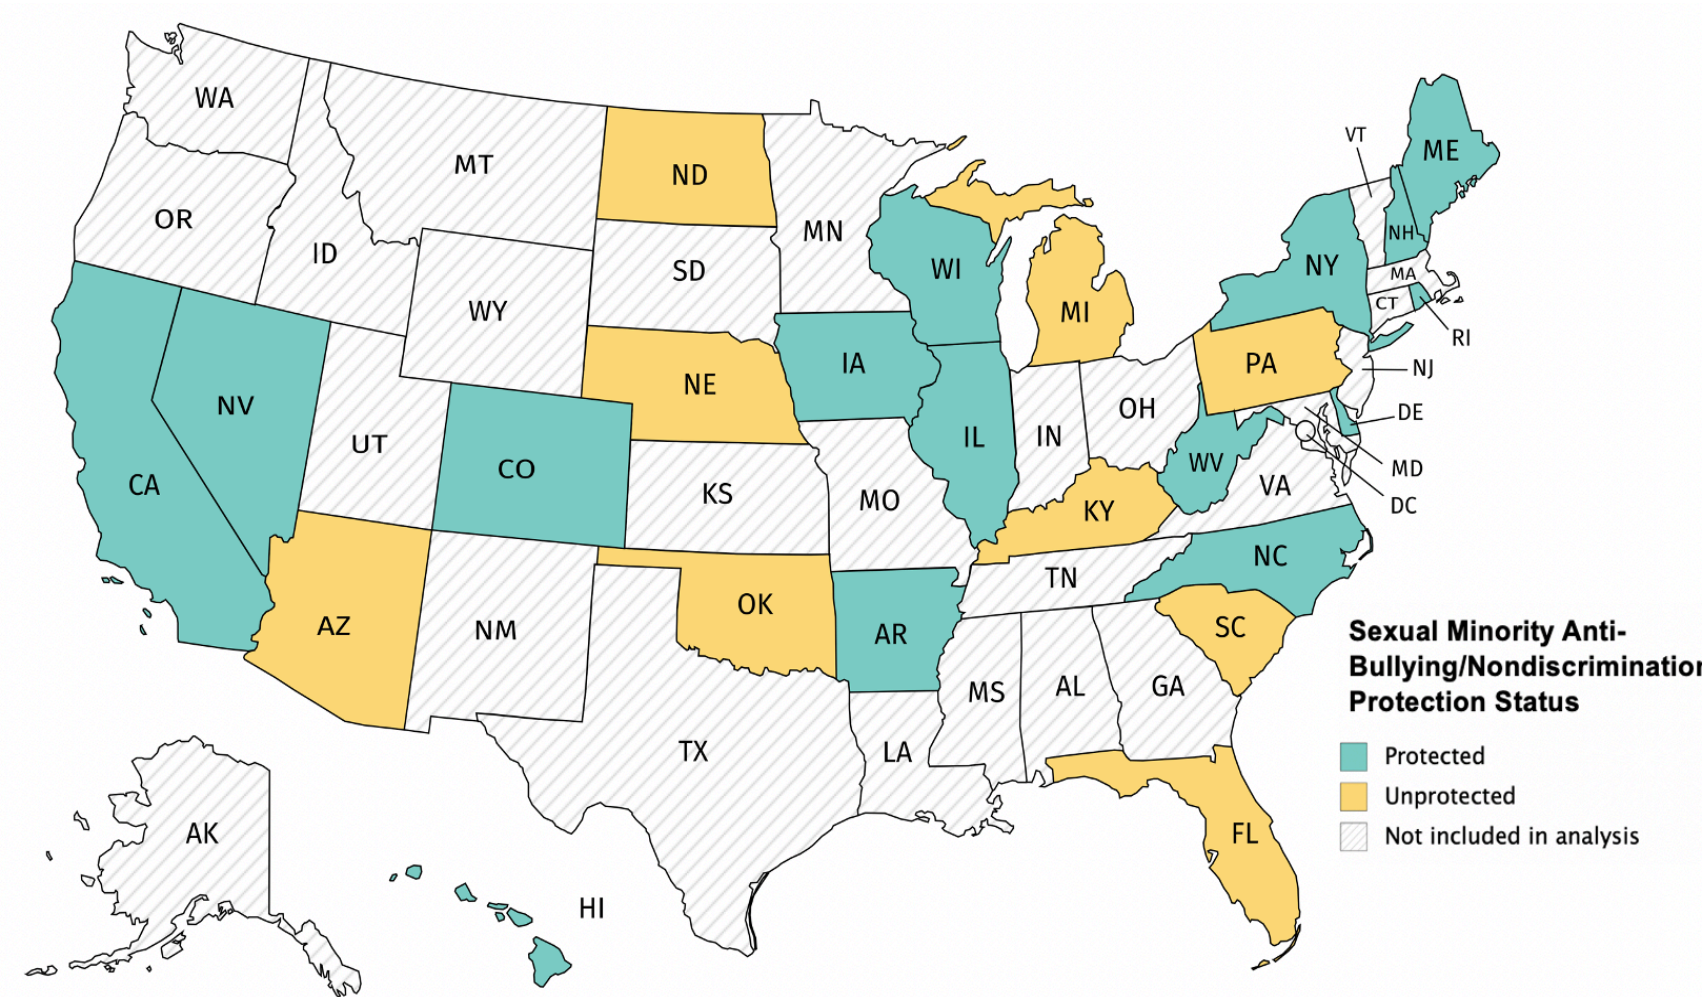 WA
MT
ND
MN
VT
ME
OR
ID
SD
WI
NY
NH
MA
WY
MI
CT
RI
NV
NE
IA
PA
NJ
UT
CO
IL
IN
OH
DE
CA
KS
MO
WV
VA
MD
DC
KY
AZ
NM
OK
AR
TN
NC
SC
MS
AL
GA
TX
LA
FL
AK
HI
Sexual Minority Anti-
Bullying/Nondiscrimination
Protection Status
Protected
Unprotected
Not included in analysis